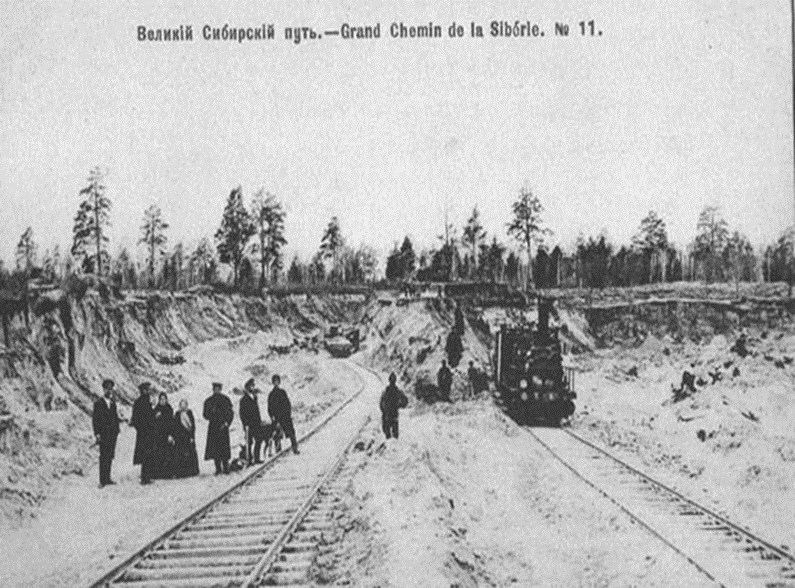 Великій Сибирскій путь.—Grand Chemin de la Sibérie. № 11.